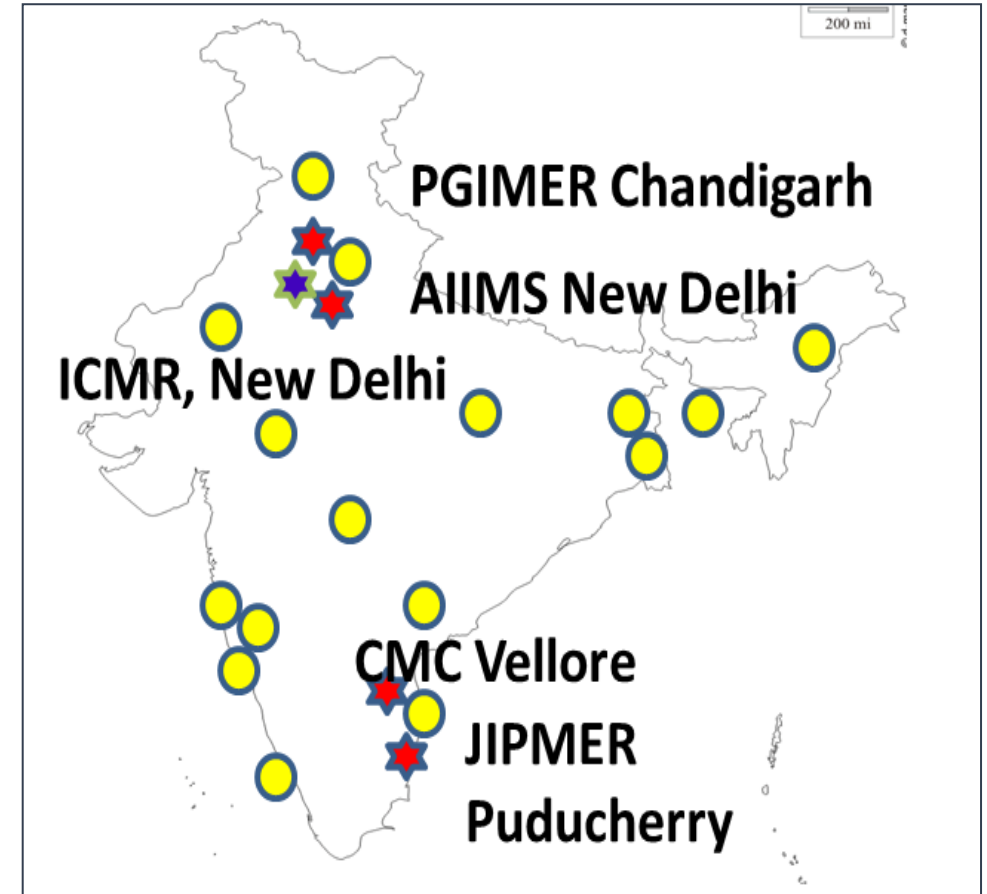 200 mi
PGIMER Chandigarh
AIIMS New Delhi
ICMR, New Delhi
CMC Vellore
JIPMER
Puducherry